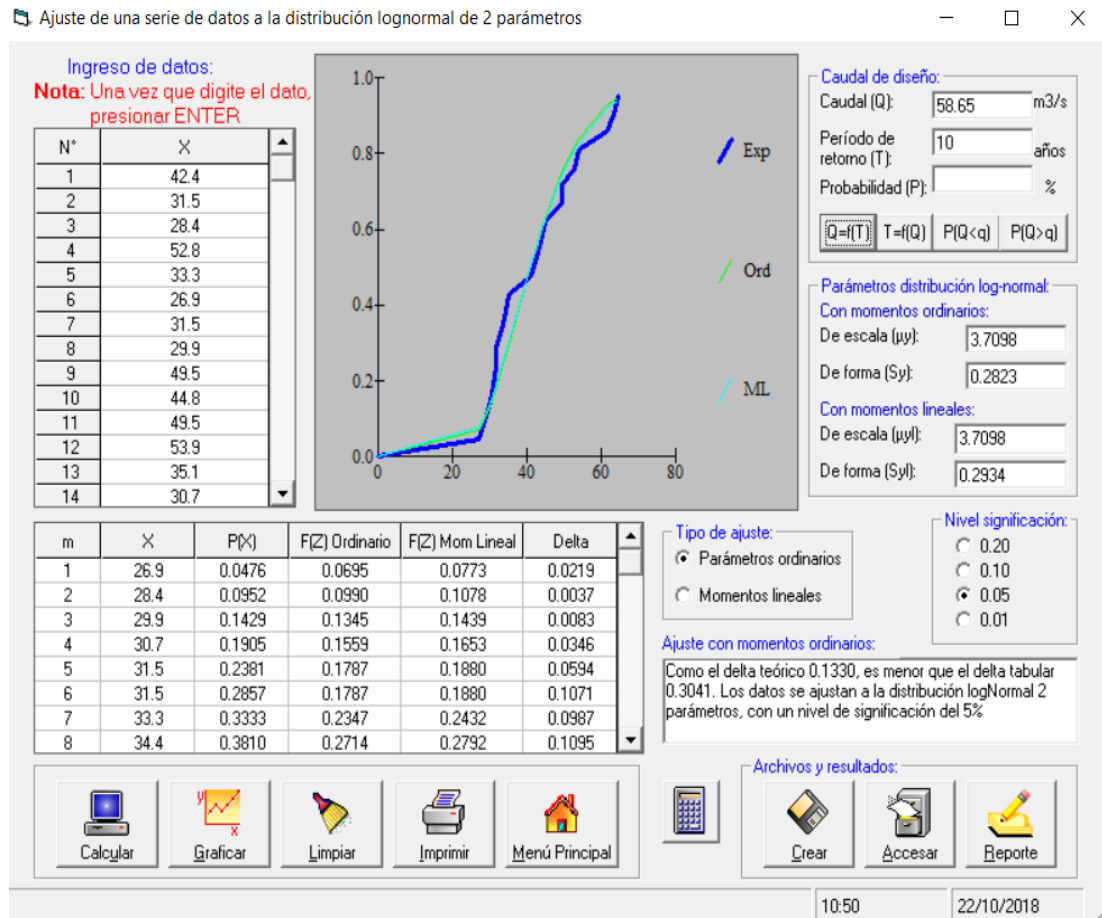 Ajuste de una serie de datos a la distribución lognormal de 2 parámetros
Ingreso de datos:
Nota: Una vez que digite el dato,
presionar ENTER
N° X
1 42.4
2 31.5
3 28.4
4 52.8
5 33.3
6 26.9
7 31.5
8 29.9
9 49.5
10 44.8
11 49.5
12 53.9
13 35.1
14 30.7
1.0
0.8
0.6
0.4
0.2
0.0
0 20 40 60 80
Exp
Ord
ML
Caudal de diseño:
Caudal (Q): 58.65 m3/s
Período de
retorno (T): 10 años
Probabilidad (P): %
Q=f(T) T=f(Q) P(Q<q) P(Q>q)
Parámetros distribución log-normal:
Con momentos ordinarios:
De escala (µy): 3.7098
De forma (Sy): 0.2823
Con momentos lineales:
De escala (µyl): 3.7098
De forma (Syl): 0.2934
m X P(X) F(Z) Ordinario F(Z) Mom Lineal Delta
1 26.9 0.0476 0.0695 0.0773 0.0219
2 28.4 0.0952 0.0990 0.1078 0.0037
3 29.9 0.1429 0.1345 0.1439 0.0083
4 30.7 0.1905 0.1559 0.1653 0.0346
5 31.5 0.2381 0.1787 0.1880 0.0594
6 31.5 0.2857 0.1787 0.1880 0.1071
7 33.3 0.3333 0.2347 0.2432 0.0987
8 34.4 0.3810 0.2714 0.2792 0.1095
Tipo de ajuste:
Parámetros ordinarios
Momentos lineales
Nivel significación:
0.20
0.10
0.05
0.01
Ajuste con momentos ordinarios:
Como el delta teórico 0.1330, es menor que el delta tabular
0.3041. Los datos se ajustan a la distribución logNormal 2
parámetros, con un nivel de significación del 5%
Calcular Graficar Limpiar Imprimir Menú Principal
Archivos y resultados:
Crear Accesar Reporte
10:50 22/10/2018